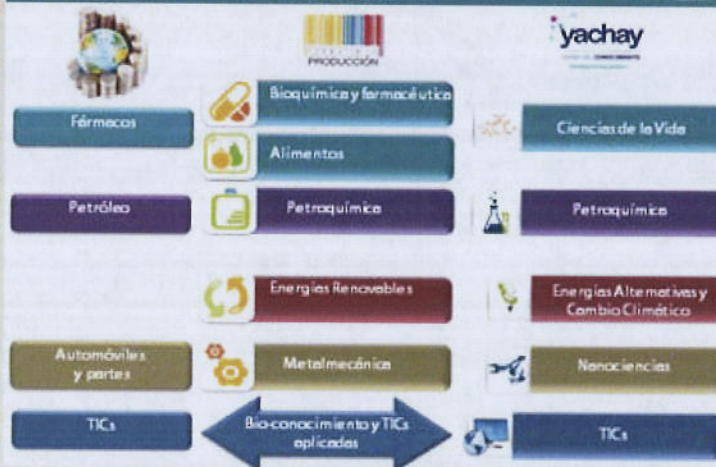 PRODUCCIÓN
yachay
Fármacos
Bioquímica y farmacéutica
Alimentos
Ciencias de la Vida
Petróleo
Petroquímica
Petroquímica
Energías Renovables
Energías Alternativas y
Cambio Climático
Automóviles
y partes
Metalmecánica
Nanociencias
TICs
Bio-conocimiento y TICs
aplicadas
TICs